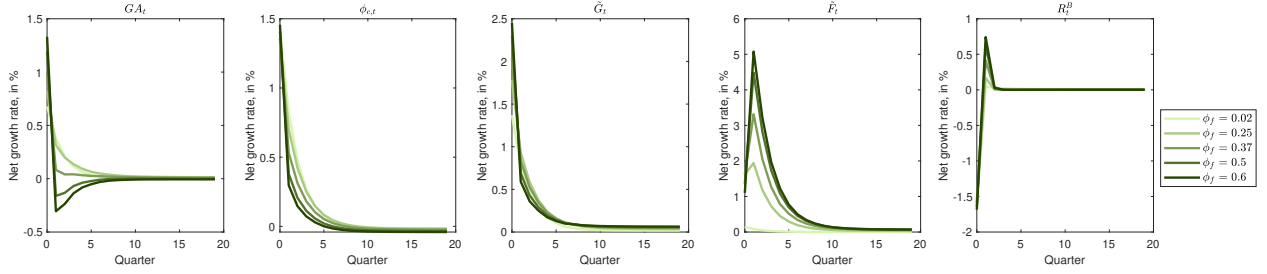 GA_t
Net growth rate, in %
1.5
1
0.5
0
-0.5
0
5
10
15
20
Quarter
ϕ_{c,t}
Net growth rate, in %
1.5
1
0.5
0
0
5
10
15
20
Quarter
G̃_t
Net growth rate, in %
2.5
2
1.5
1
0.5
0
0
5
10
15
20
Quarter
F̃_t
Net growth rate, in %
6
5
4
3
2
1
0
0
5
10
15
20
Quarter
R_t^B
Net growth rate, in %
1
0.5
0
-0.5
-1
-1.5
-2
0
5
10
15
20
Quarter
ϕ_f = 0.02
ϕ_f = 0.25
ϕ_f = 0.37
ϕ_f = 0.5
ϕ_f = 0.6